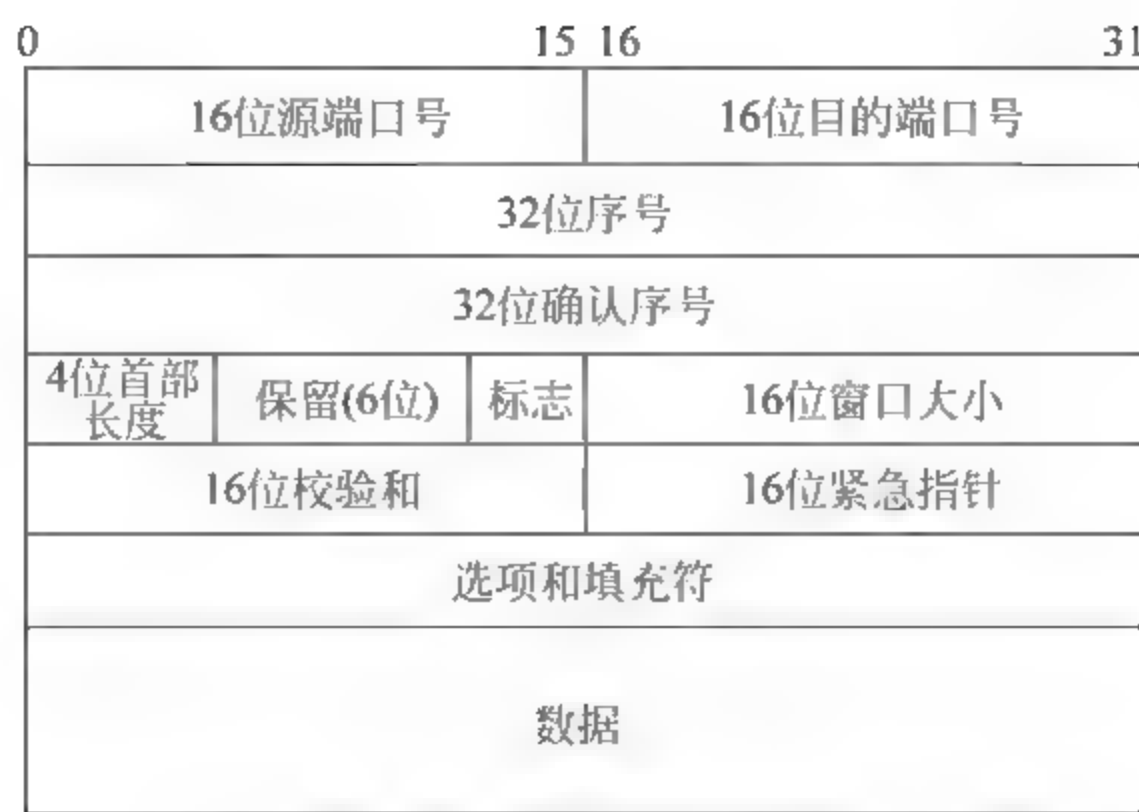 0 15 16 31
16位源端口号 16位目的端口号
32位序号
32位确认序号
4位首部长度 保留(6位) 标志 16位窗口大小
16位校验和 16位紧急指针
选项和填充符
数据